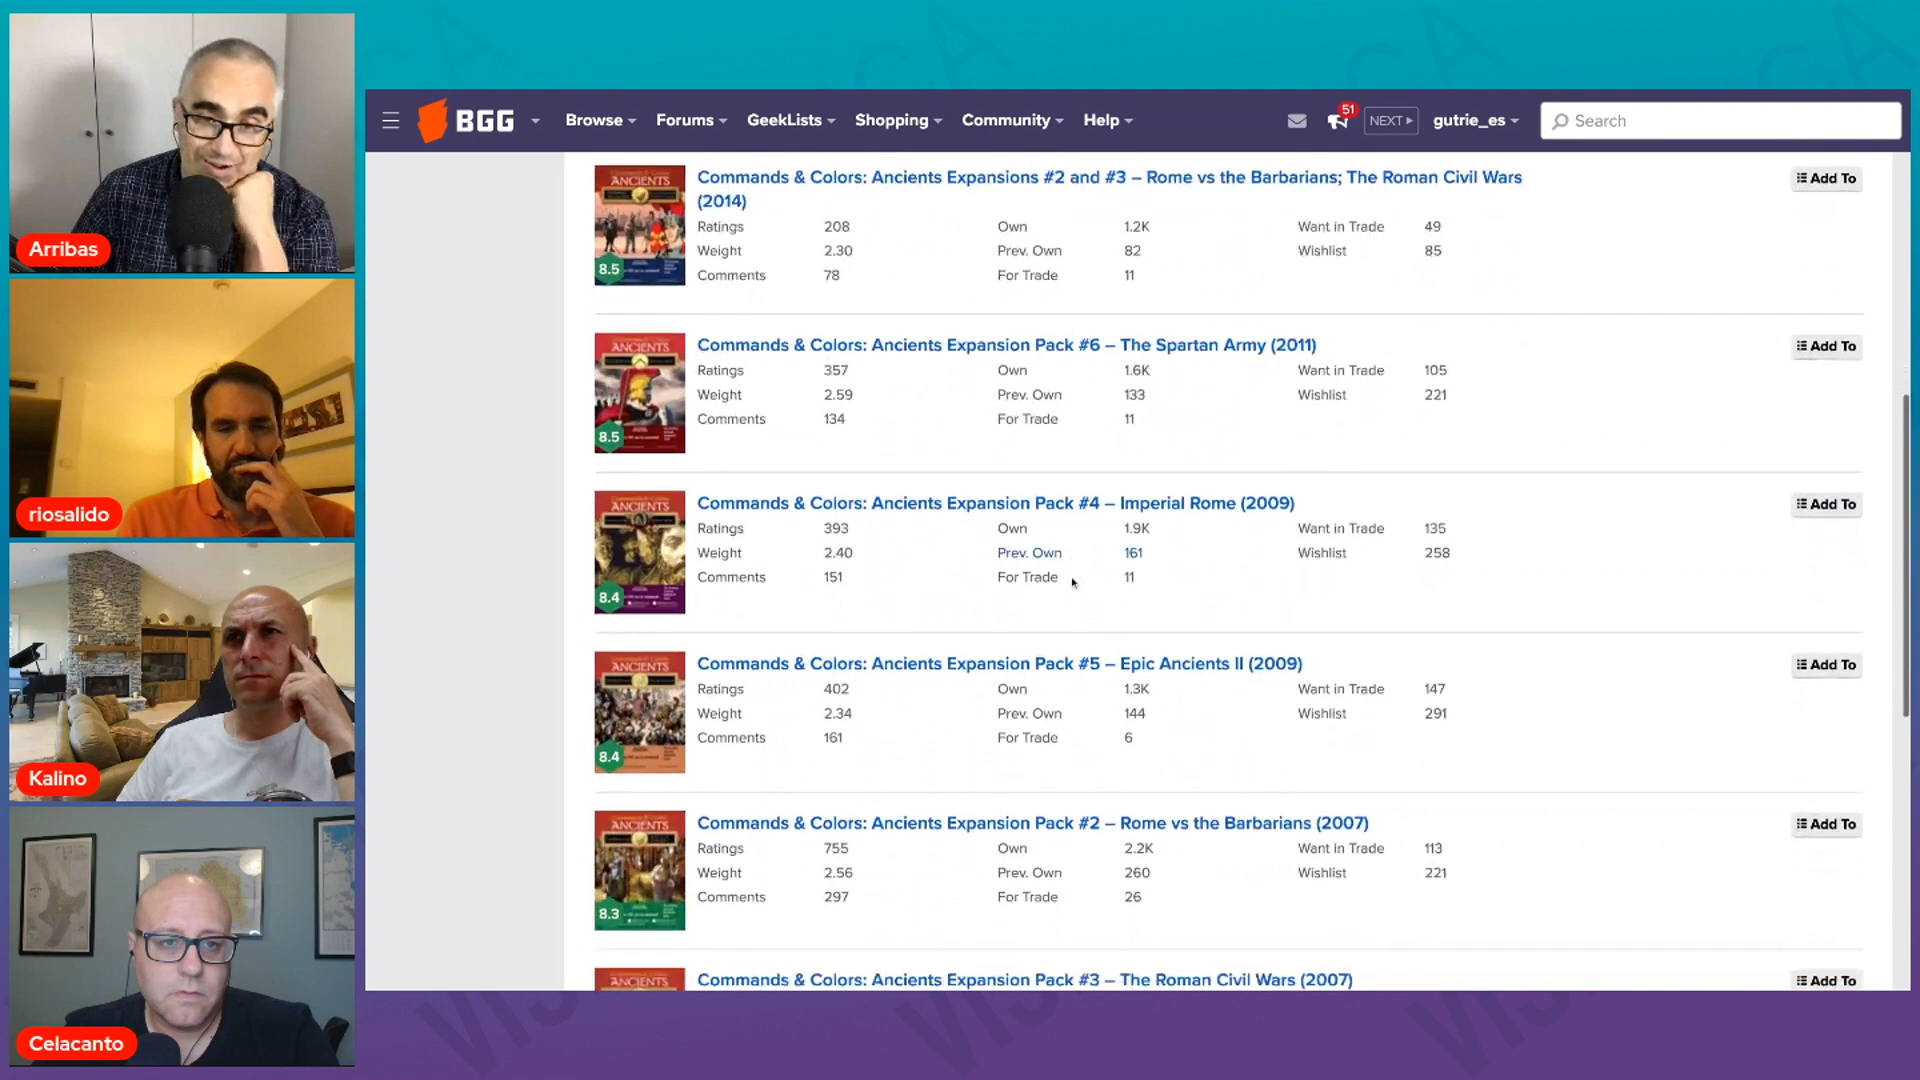 Arribas
riosalido
Kalino
Celacanto
BGG
Browse
Forums
GeekLists
Shopping
Community
Help
51
NEXT
gutrie_es
Search
Commands & Colors: Ancients Expansions #2 and #3 – Rome vs the Barbarians; The Roman Civil Wars
(2014)
Add To
Ratings 208 Own 1.2K Want in Trade 49
Weight 2.30 Prev. Own 82 Wishlist 85
Comments 78 For Trade 11
ANCIENTS
8.5
Commands & Colors: Ancients Expansion Pack #6 – The Spartan Army (2011)
Add To
Ratings 357 Own 1.6K Want in Trade 105
Weight 2.59 Prev. Own 133 Wishlist 221
Comments 134 For Trade 11
ANCIENTS
8.5
Commands & Colors: Ancients Expansion Pack #4 – Imperial Rome (2009)
Add To
Ratings 393 Own 1.9K Want in Trade 135
Weight 2.40 Prev. Own 161 Wishlist 258
Comments 151 For Trade 11
ANCIENTS
8.4
Commands & Colors: Ancients Expansion Pack #5 – Epic Ancients II (2009)
Add To
Ratings 402 Own 1.3K Want in Trade 147
Weight 2.34 Prev. Own 144 Wishlist 291
Comments 161 For Trade 6
ANCIENTS
8.4
Commands & Colors: Ancients Expansion Pack #2 – Rome vs the Barbarians (2007)
Add To
Ratings 755 Own 2.2K Want in Trade 113
Weight 2.56 Prev. Own 260 Wishlist 221
Comments 297 For Trade 26
ANCIENTS
8.3
Commands & Colors: Ancients Expansion Pack #3 – The Roman Civil Wars (2007)
Add To
ANCIENTS